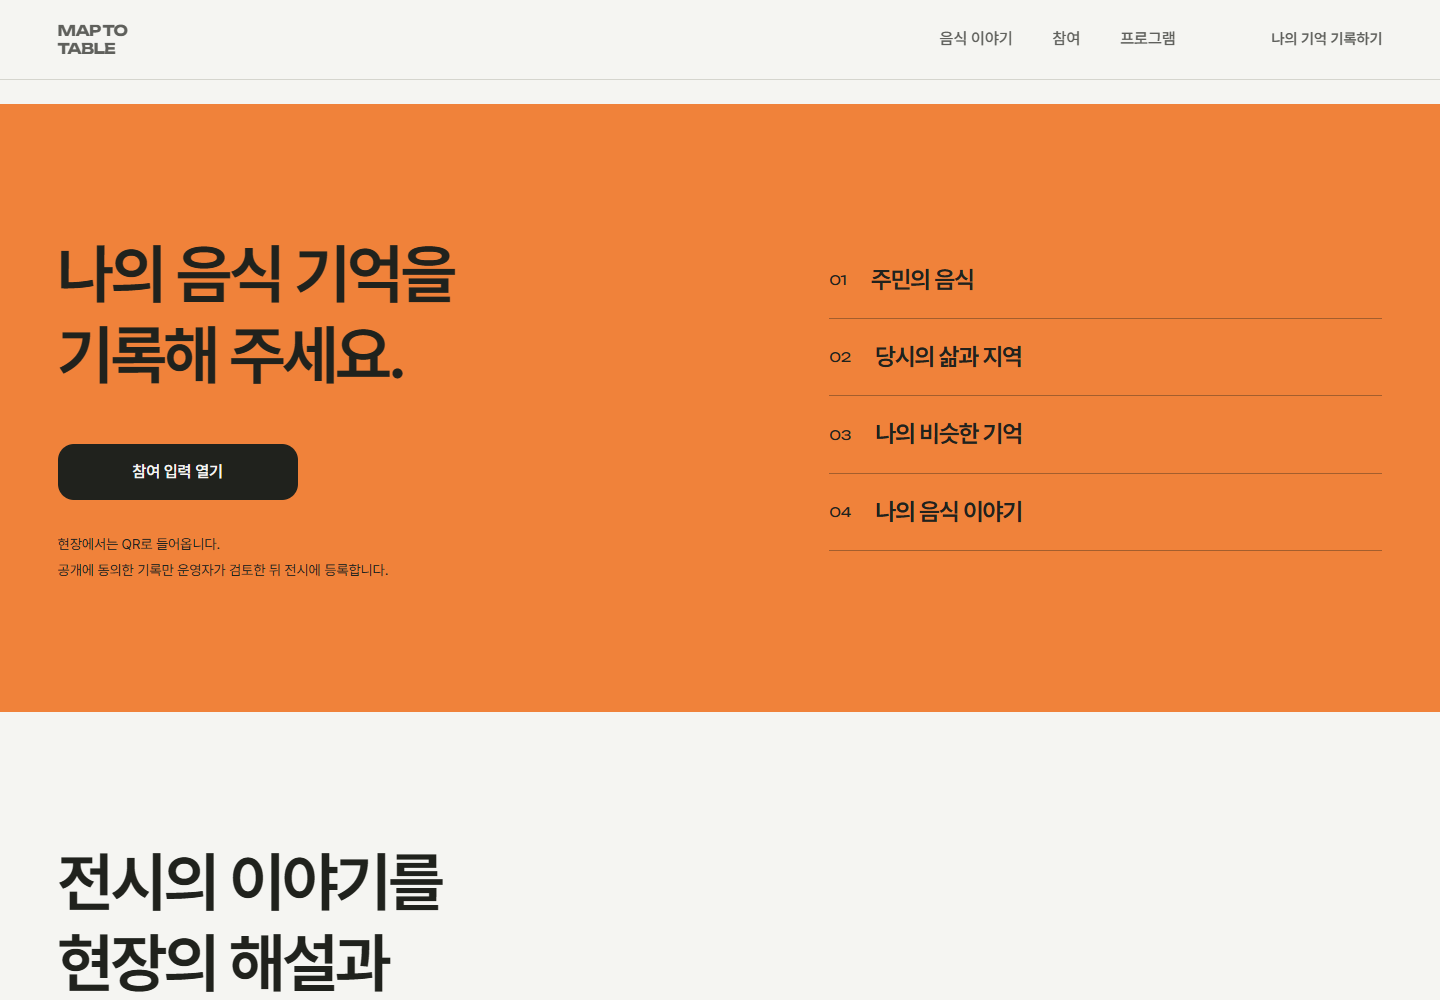 MAP TO
TABLE
음식 이야기
참여
프로그램
나의 기억 기록하기
나의 음식 기억을
기록해 주세요.
참여 입력 열기
현장에서는 QR로 들어옵니다.
공개에 동의한 기록만 운영자가 검토한 뒤 전시에 등록합니다.
01 주민의 음식
02 당시의 삶과 지역
03 나의 비슷한 기억
04 나의 음식 이야기
전시의 이야기를
현장의 해설과